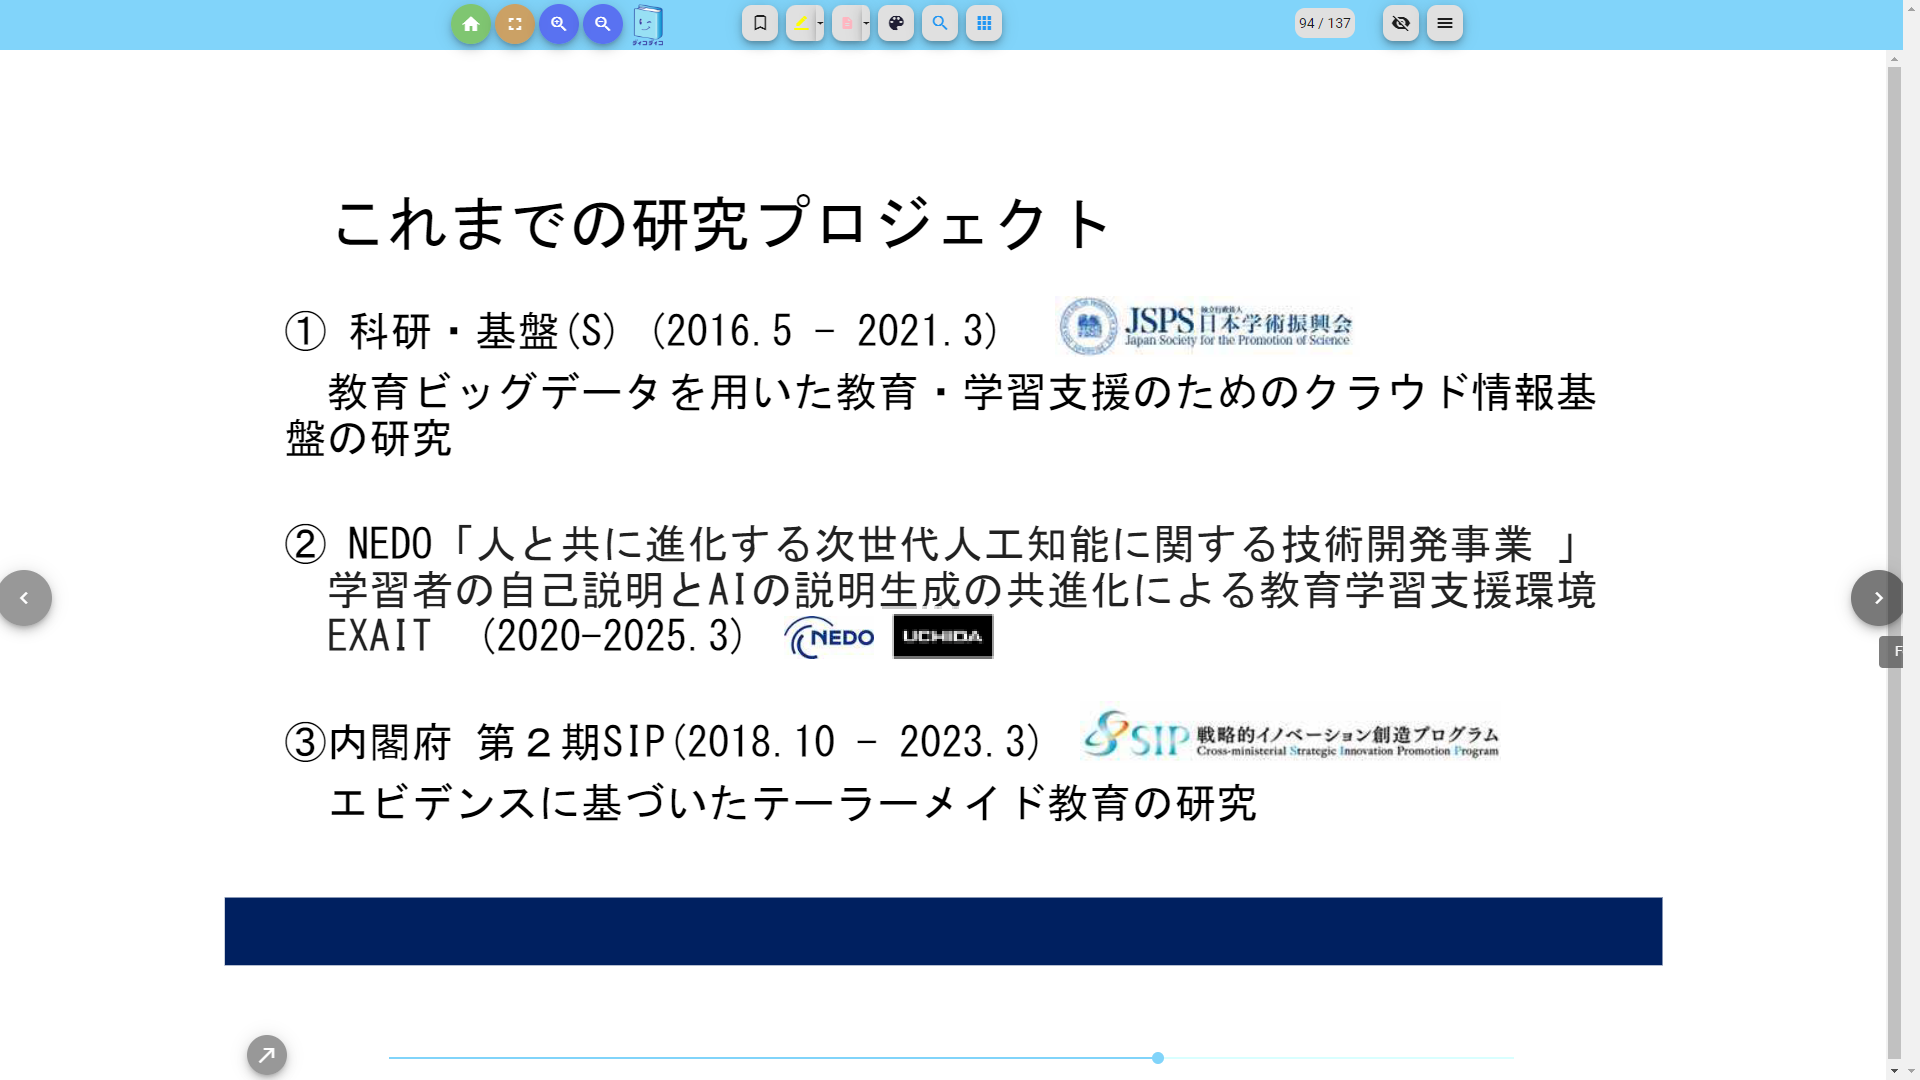 ダイコダイコ
94 / 137
これまでの研究プロジェクト
① 科研・基盤(S) (2016.5 – 2021.3)
JSPS 独立行政法人 日本学術振興会
Japan Society for the Promotion of Science
教育ビッグデータを用いた教育・学習支援のためのクラウド情報基
盤の研究
② NEDO「人と共に進化する次世代人工知能に関する技術開発事業 」
学習者の自己説明とAIの説明生成の共進化による教育学習支援環境
EXAIT (2020-2025.3)
NEDO UCHIDA
③内閣府 第２期SIP(2018.10 – 2023.3)
SIP 戦略的イノベーション創造プログラム
Cross-ministerial Strategic Innovation Promotion Program
エビデンスに基づいたテーラーメイド教育の研究